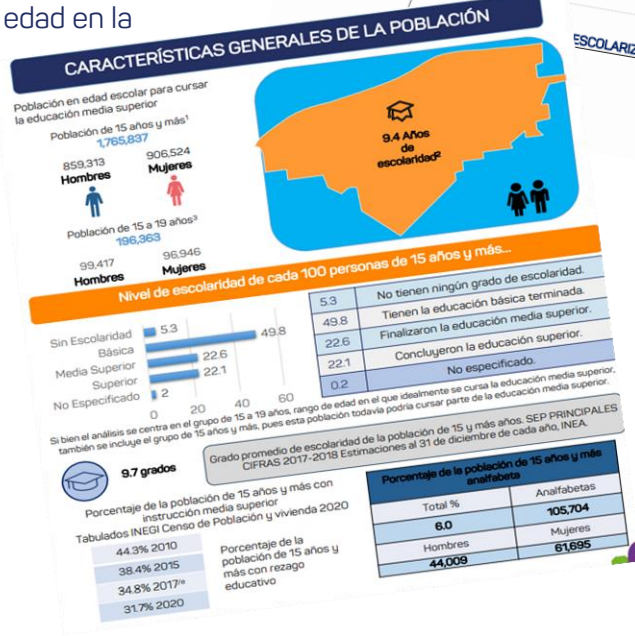 edad en la
ESCOLARIZ
CARACTERÍSTICAS GENERALES DE LA POBLACIÓN
Población en edad escolar para cursar
la educación media superior
Población de 15 años y más¹
1,765,837
859,313 906,524
Hombres Mujeres
Población de 15 a 19 años³
196,363
99,417 96,946
Hombres Mujeres
9.4 Años
de
escolaridad²
Nivel de escolaridad de cada 100 personas de 15 años y más...
Sin Escolaridad 5.3
Básica 49.8
Media Superior 22.6
Superior 22.1
No Especificado 2
0 20 40 60
5.3 No tienen ningún grado de escolaridad.
49.8 Tienen la educación básica terminada.
22.6 Finalizaron la educación media superior.
22.1 Concluyeron la educación superior.
0.2 No especificado.
Si bien el análisis se centra en el grupo de 15 a 19 años, rango de edad en el que idealmente se cursa la educación media superior,
también se incluye el grupo de 15 años y más, pues esta población todavía podría cursar parte de la educación media superior.
9.7 grados
Grado promedio de escolaridad de la población de 15 y más años. SEP PRINCIPALES
CIFRAS 2017-2018 Estimaciones al 31 de diciembre de cada año, INEA.
Porcentaje de la población de 15 años y más con
instrucción media superior
Tabulados INEGI Censo de Población y vivienda 2020
44.3% 2010
38.4% 2015
34.8% 2017
31.7% 2020
Porcentaje de la
población de 15 años y
más con rezago
educativo
Porcentaje de la población de 15 años y más
analfabeta
Total % Analfabetas
6.0 105,704
Hombres Mujeres
44,009 61,695